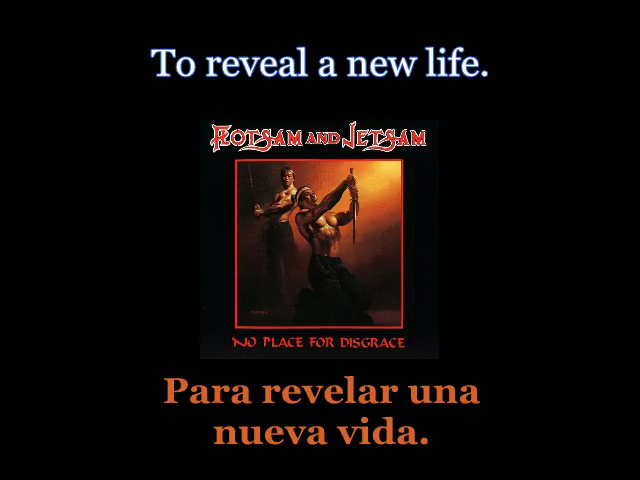 To reveal a new life.
FLOTSAM AND JETSAM
NO PLACE FOR DISGRACE
Para revelar una
nueva vida.